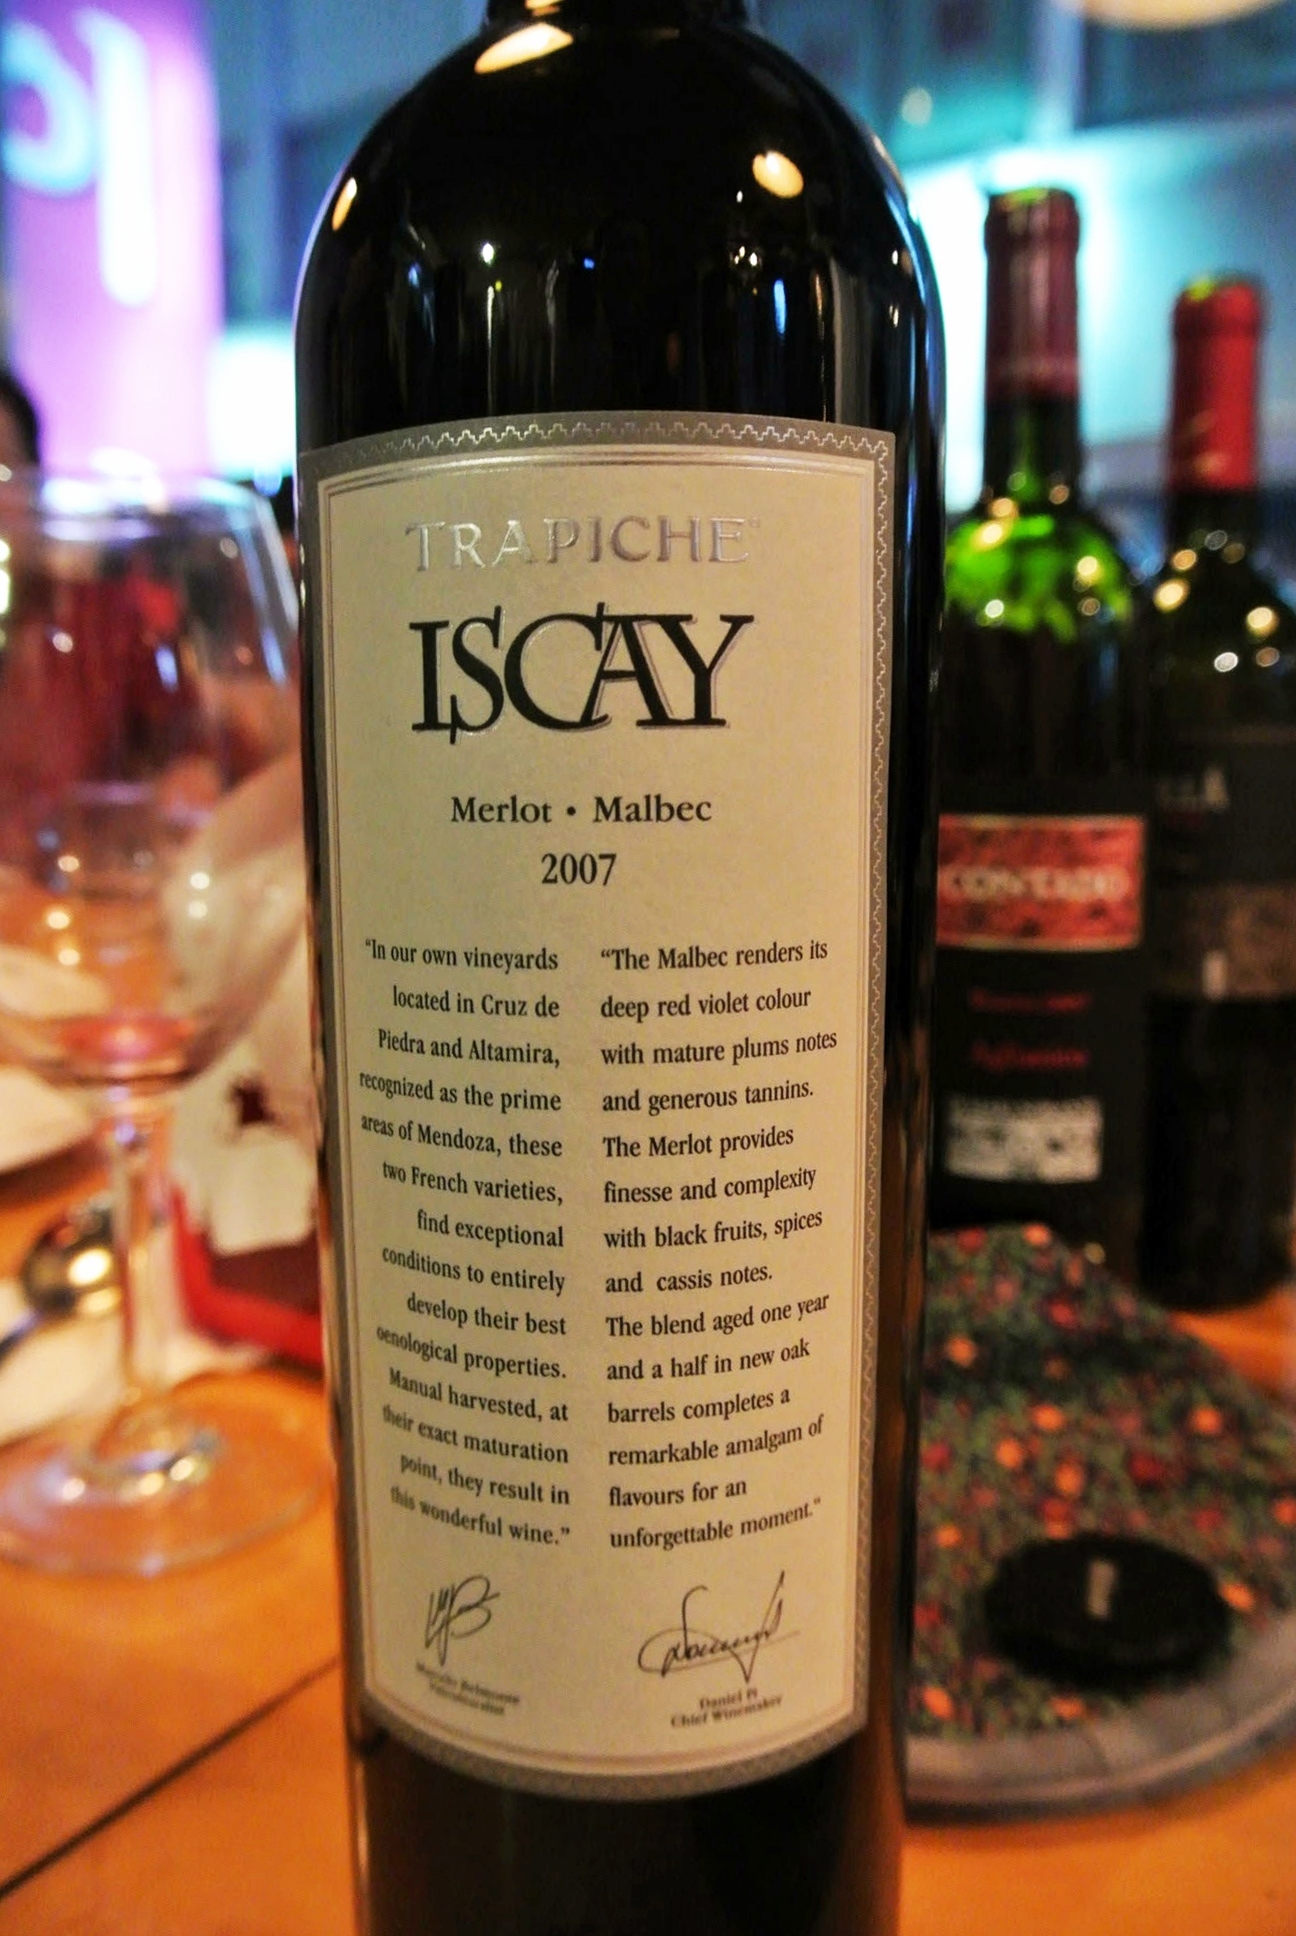 TRAPICHE
ISCAY
Merlot • Malbec
2007
“In our own vineyards
located in Cruz de
Piedra and Altamira,
recognized as the prime
areas of Mendoza, these
two French varieties,
find exceptional
conditions to entirely
develop their best
oenological properties.
Manual harvested, at
their exact maturation
point, they result in
this wonderful wine.”
“The Malbec renders its
deep red violet colour
with mature plums notes
and generous tannins.
The Merlot provides
finesse and complexity
with black fruits, spices
and cassis notes.
The blend aged one year
and a half in new oak
barrels completes a
remarkable amalgam of
flavours for an
unforgettable moment.”
Daniel Pi
Chief Winemaker